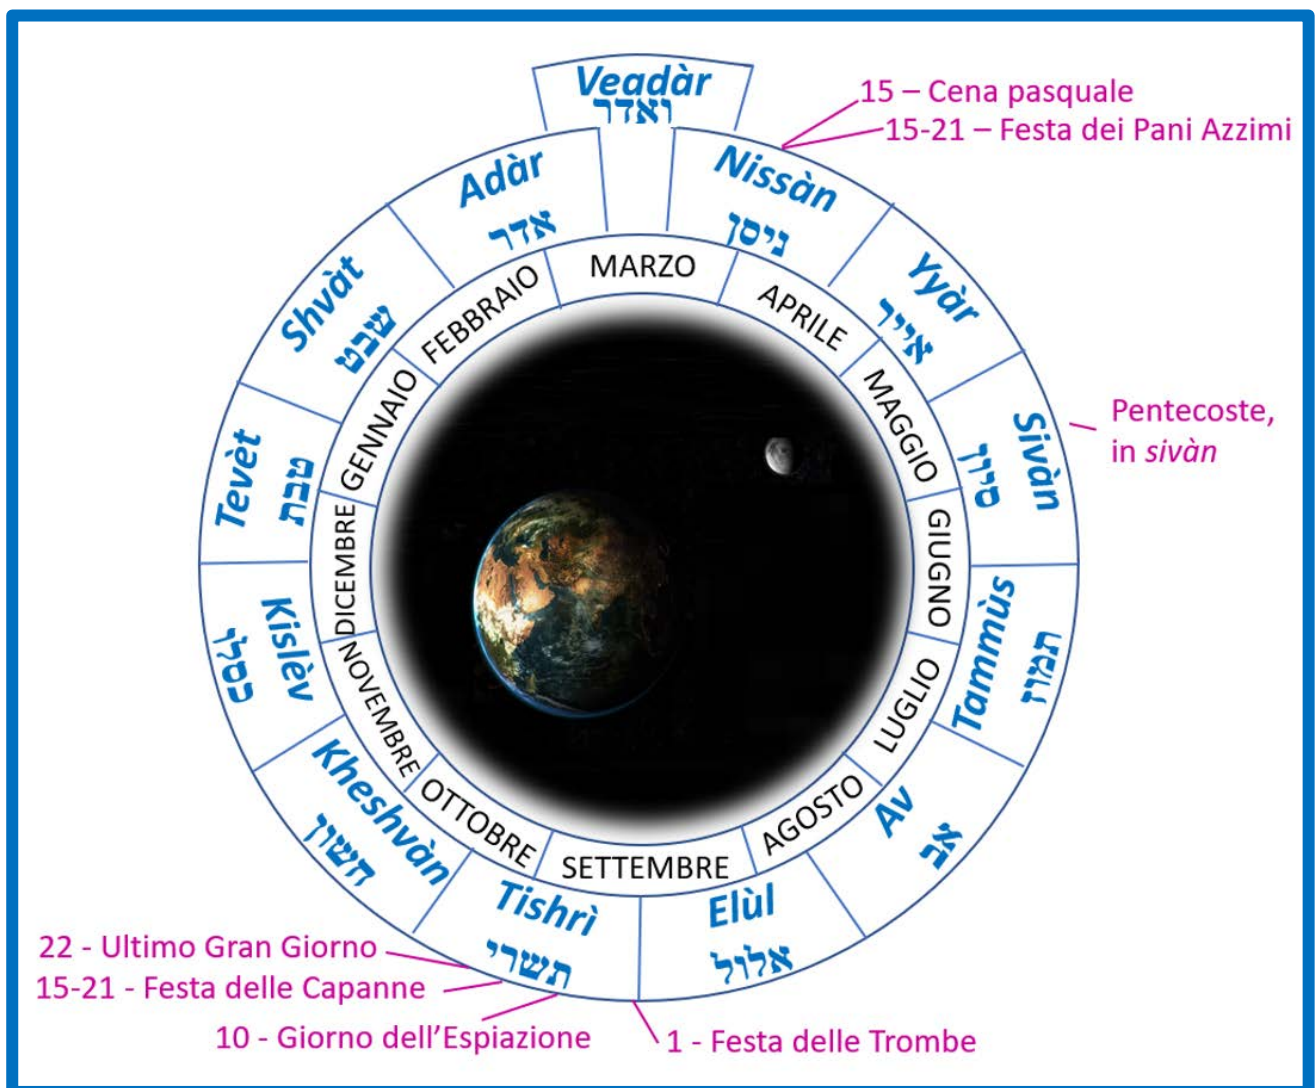 Veadàr
ואדר
15 – Cena pasquale
15-21 – Festa dei Pani Azzimi
Nissàn
ניסן
Yyàr
אייר
Sivàn
סיון
Pentecoste,
in sivàn
Tammùs
תמוז
Av
אב
Elùl
אלול
1 - Festa delle Trombe
Tishrì
תשרי
10 - Giorno dell’Espiazione
15-21 - Festa delle Capanne
22 - Ultimo Gran Giorno
Kheshvàn
חשון
Kislèv
כסלו
Tevèt
טבת
Shvàt
שבט
Adàr
אדר
MARZO
APRILE
MAGGIO
GIUGNO
LUGLIO
AGOSTO
SETTEMBRE
OTTOBRE
NOVEMBRE
DICEMBRE
GENNAIO
FEBBRAIO